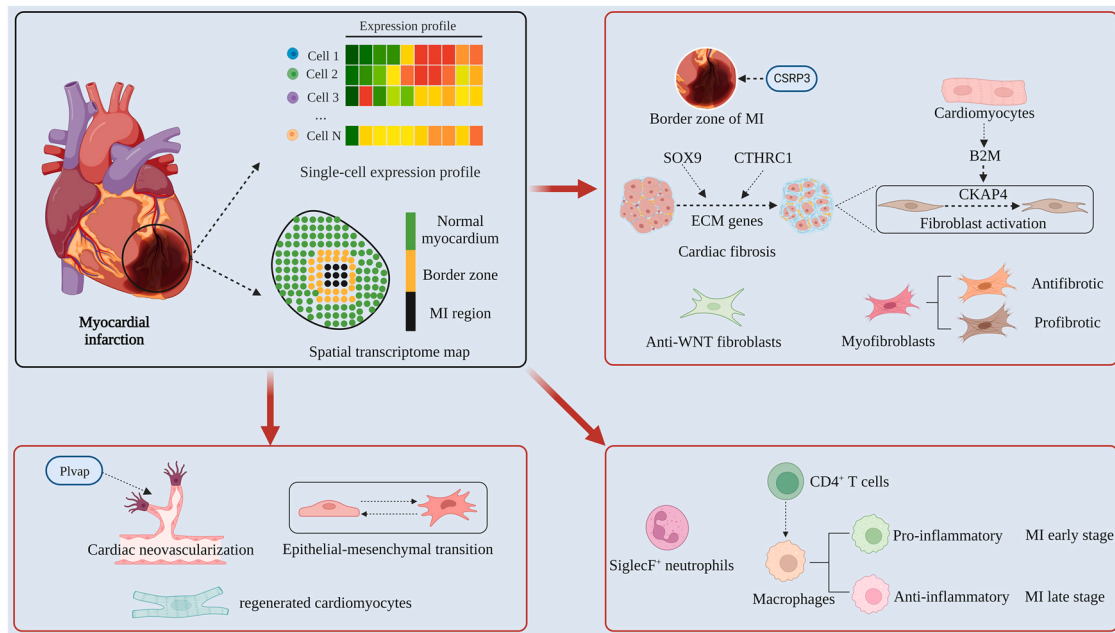 Expression profile
Cell 1
Cell 2
Cell 3
...
Cell N
Single-cell expression profile
Myocardial
infarction
Normal
myocardium
Border zone
MI region
Spatial transcriptome map
CSRP3
Border zone of MI
SOX9
CTHRC1
ECM genes
Cardiac fibrosis
Cardiomyocytes
B2M
CKAP4
Fibroblast activation
Anti-WNT fibroblasts
Myofibroblasts
Antifibrotic
Profibrotic
Plvap
Cardiac neovascularization
Epithelial-mesenchymal transition
regenerated cardiomyocytes
SiglecF⁺ neutrophils
CD4⁺ T cells
Macrophages
Pro-inflammatory MI early stage
Anti-inflammatory MI late stage